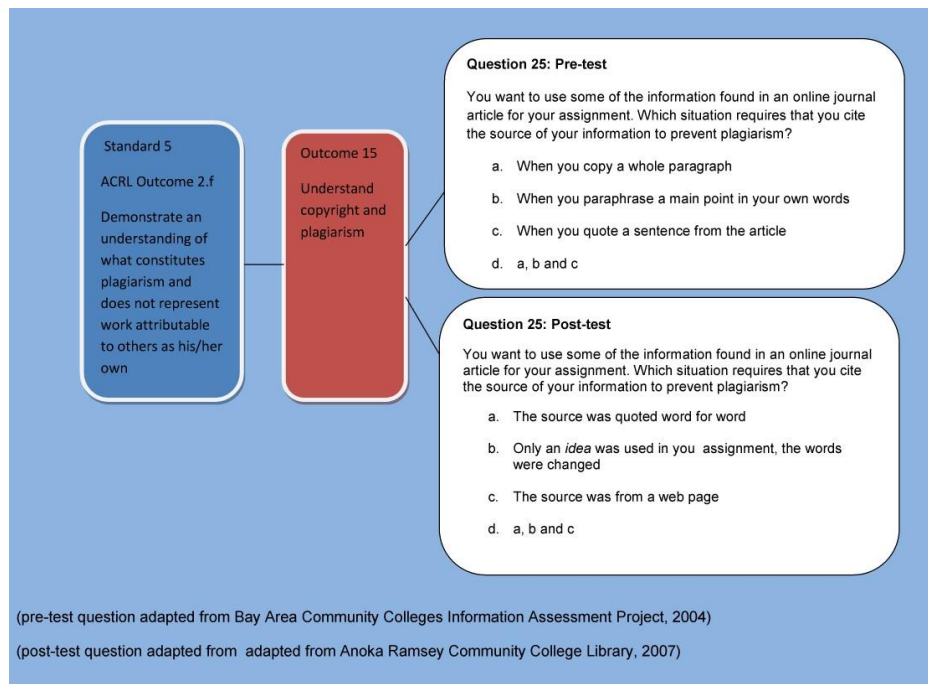 Standard 5
ACRL Outcome 2.f
Demonstrate an
understanding of
what constitutes
plagiarism and
does not represent
work attributable
to others as his/her
own
Outcome 15
Understand
copyright and
plagiarism
Question 25: Pre-test
You want to use some of the information found in an online journal
article for your assignment. Which situation requires that you cite
the source of your information to prevent plagiarism?
a. When you copy a whole paragraph
b. When you paraphrase a main point in your own words
c. When you quote a sentence from the article
d. a, b and c
Question 25: Post-test
You want to use some of the information found in an online journal
article for your assignment. Which situation requires that you cite
the source of your information to prevent plagiarism?
a. The source was quoted word for word
b. Only an idea was used in you assignment, the words
were changed
c. The source was from a web page
d. a, b and c
(pre-test question adapted from Bay Area Community Colleges Information Assessment Project, 2004)
(post-test question adapted from adapted from Anoka Ramsey Community College Library, 2007)